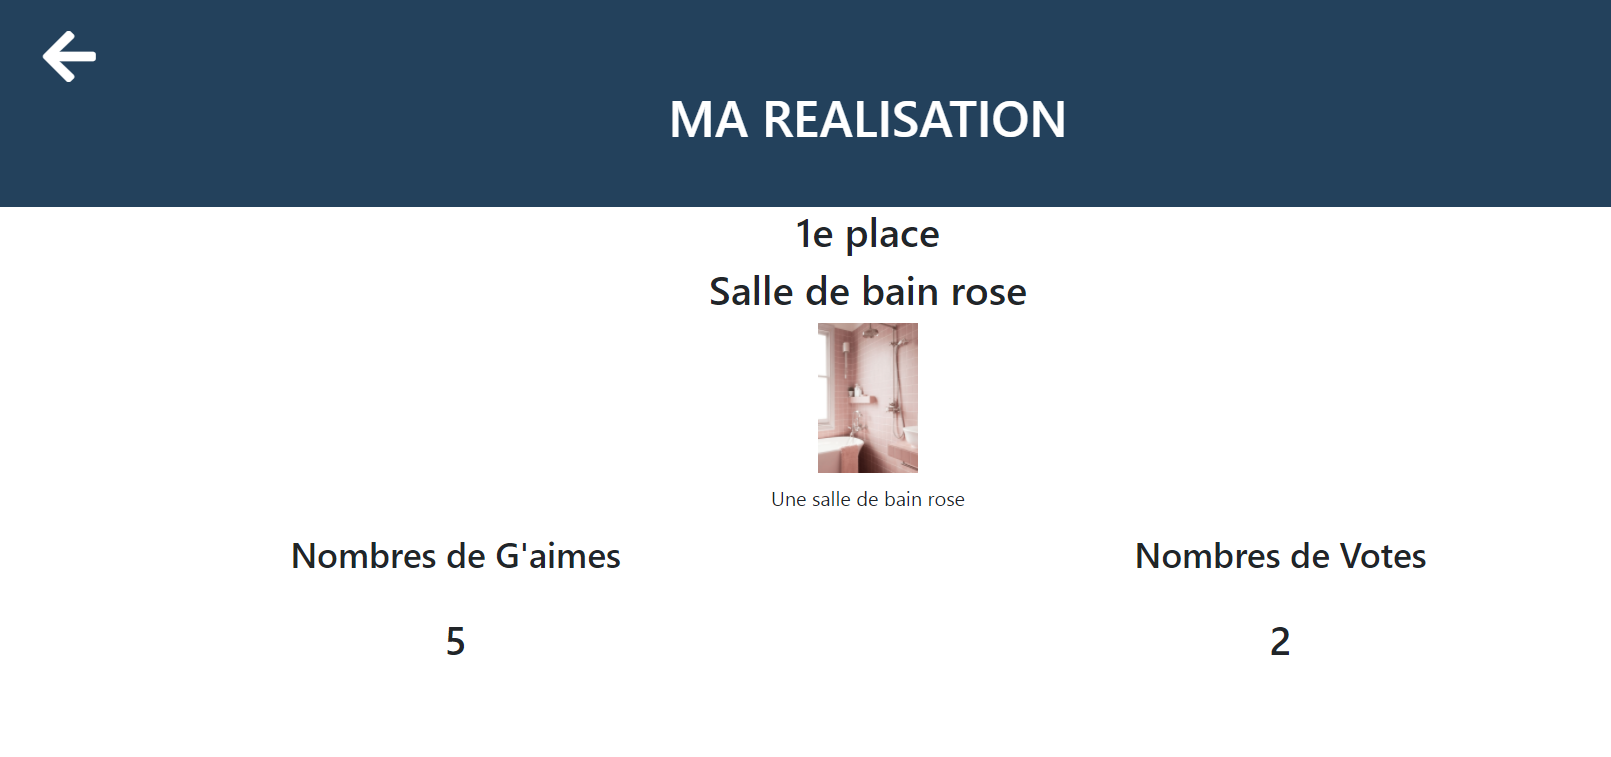 MA REALISATION
1e place
Salle de bain rose
Une salle de bain rose
Nombres de G'aimes
Nombres de Votes
5
2